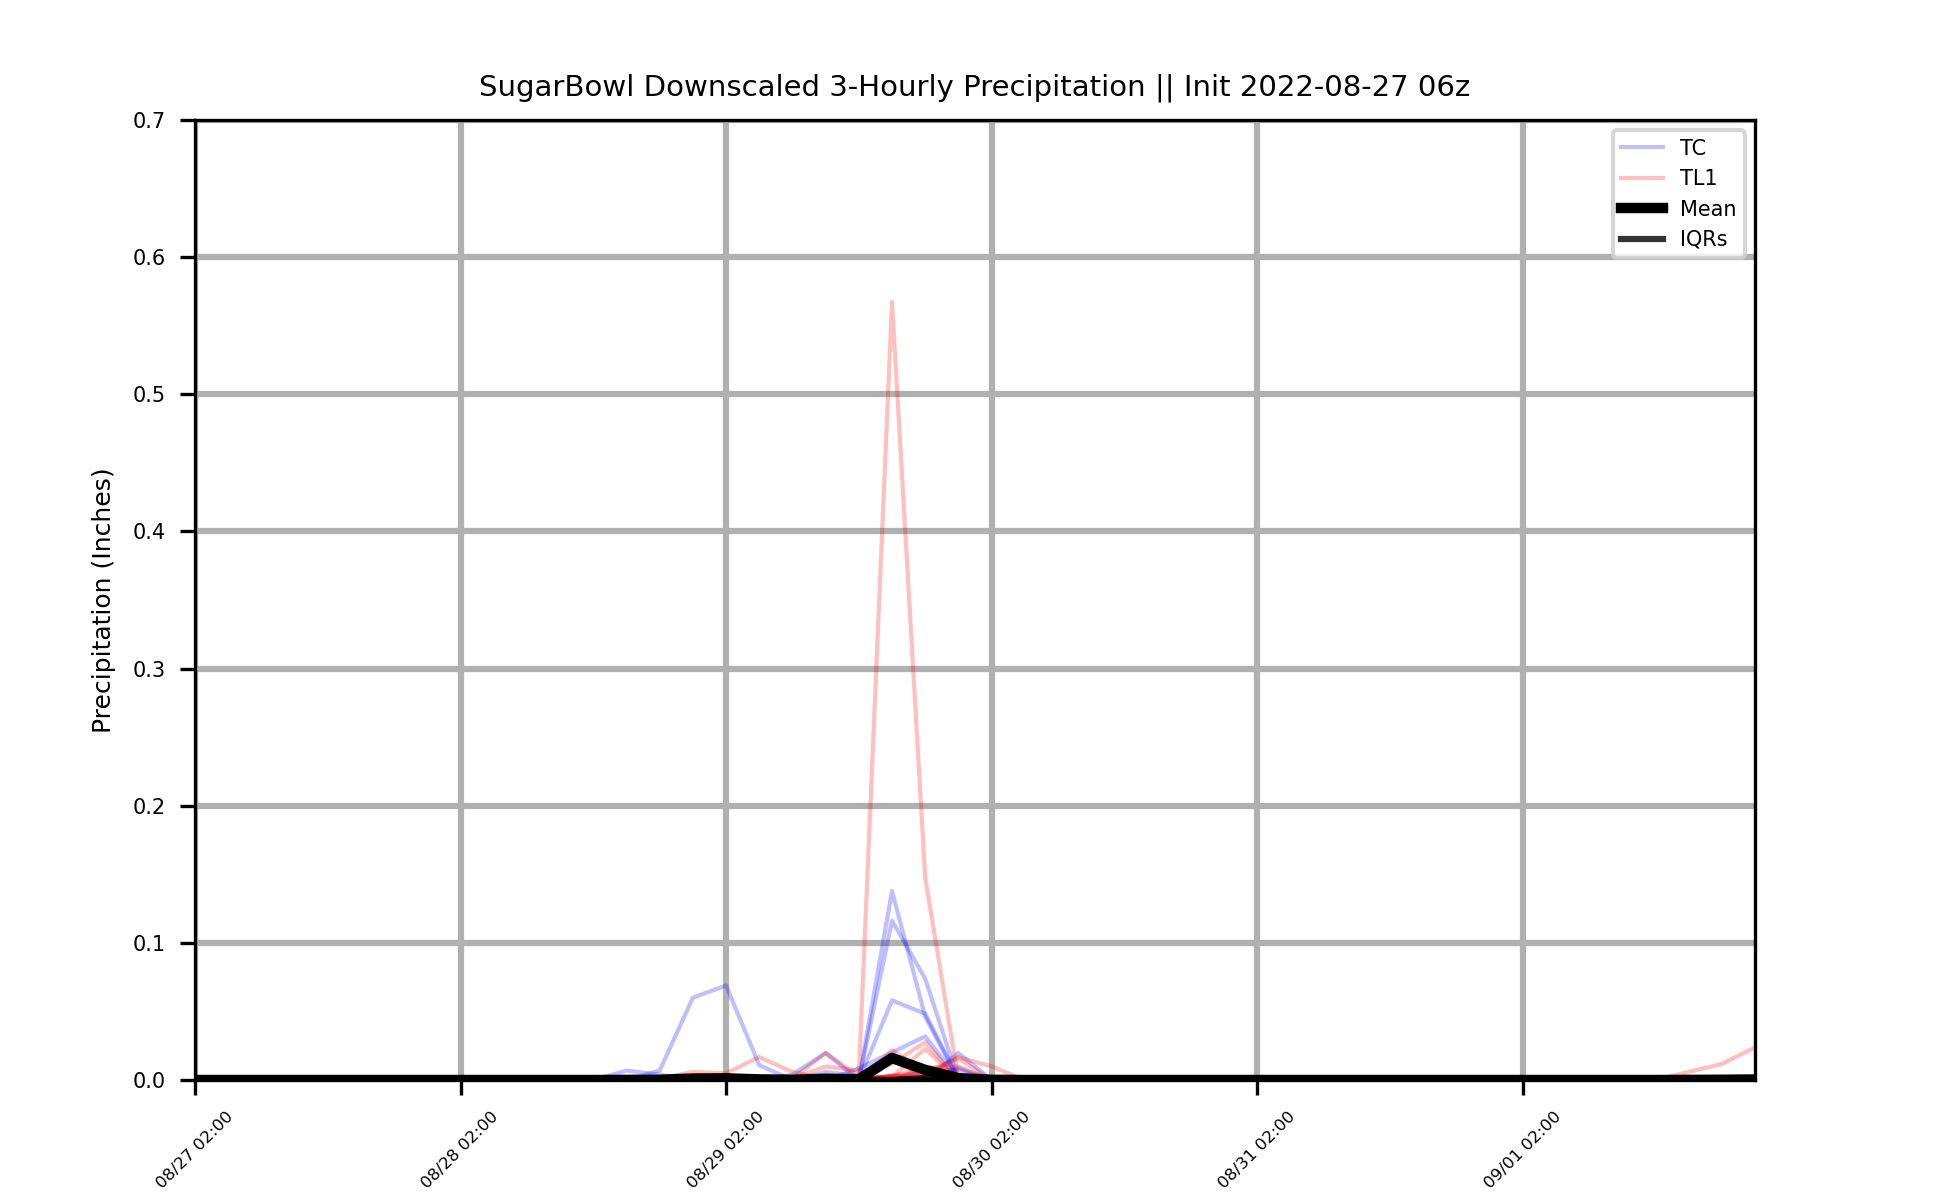 SugarBowl Downscaled 3-Hourly Precipitation || Init 2022-08-27 06z
0.7
0.6
0.5
0.4
0.3
0.2
0.1
0.0
Precipitation (Inches)
TC
TL1
Mean
IQRs
08/27 02:00
08/28 02:00
08/29 02:00
08/30 02:00
08/31 02:00
09/01 02:00